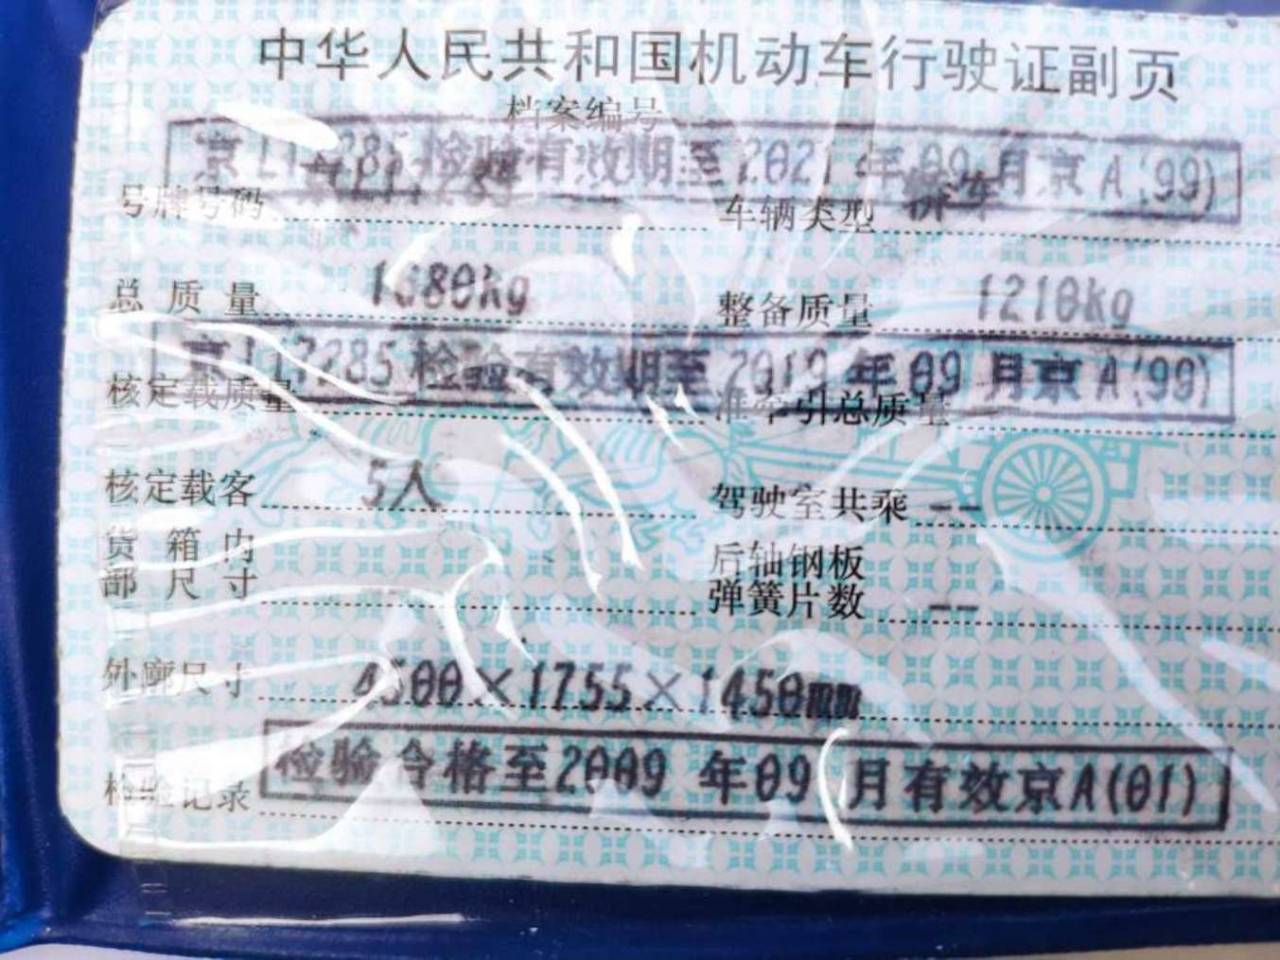 中华人民共和国机动车行驶证副页
档案编号
检验有效期至2021年09月京A(99)
号牌号码 车辆类型 轿车
总质量 整备质量 1210kg
京L17285检验有效期至2019年09月京A(99)
核定载质量 准牵引总质量 --
核定载客 5人 驾驶室共乘 --
货箱内
部尺寸
后轴钢板
弹簧片数 --
外廓尺寸 4500×1755×1450mm
检验记录 检验合格至2009年09月有效京A(01)